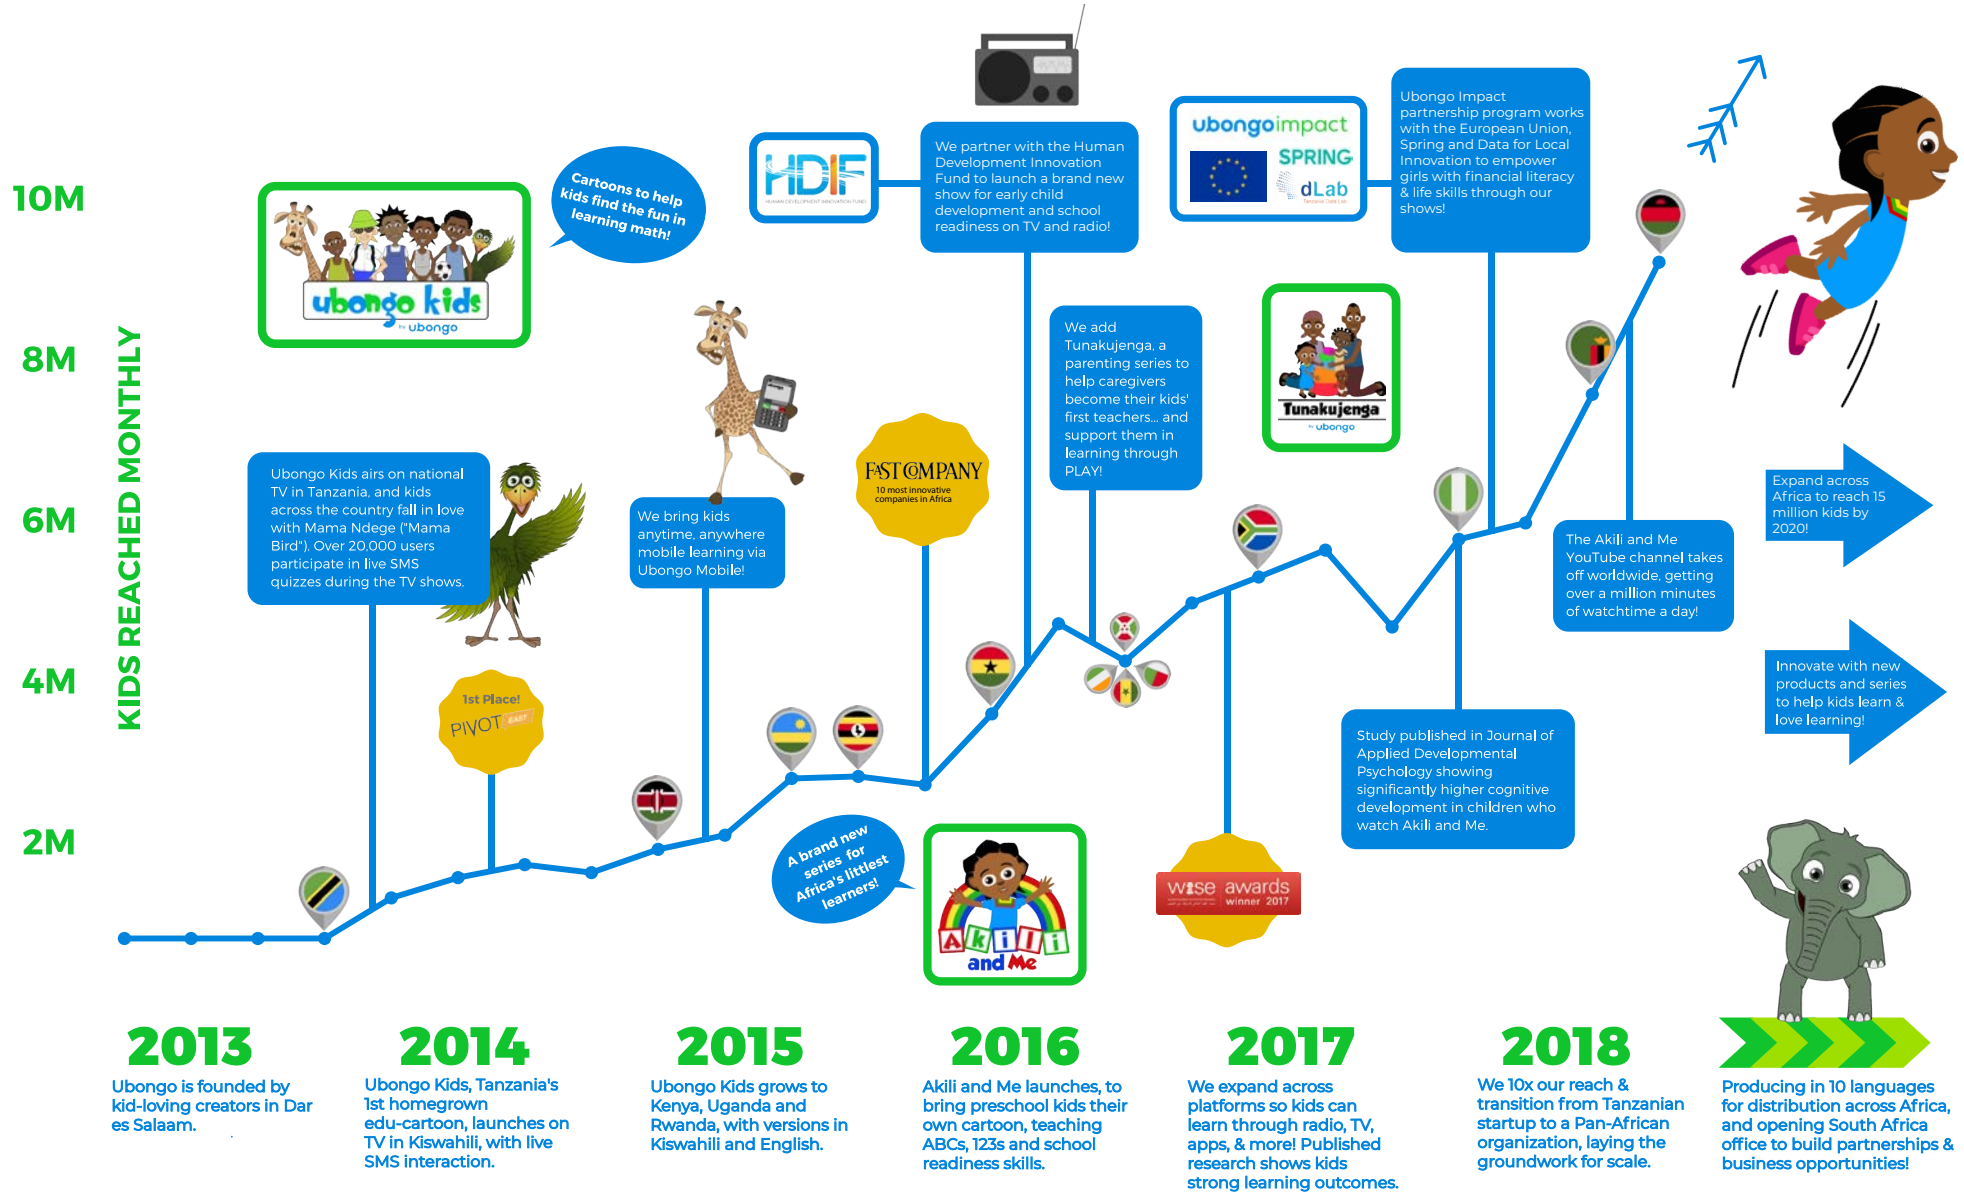 10M
8M
6M
4M
2M
KIDS REACHED MONTHLY
ubongo kids
by ubongo
Cartoons to help
kids find the fun in
learning math!
Ubongo Kids airs on national
TV in Tanzania, and kids
across the country fall in love
with Mama Ndege ("Mama
Bird"). Over 20,000 users
participate in live SMS
quizzes during the TV shows.
1st Place!
PIVOT EAST
We bring kids
anytime, anywhere
mobile learning via
Ubongo Mobile!
HDIF
HUMAN DEVELOPMENT INNOVATION FUND
We partner with the Human
Development Innovation
Fund to launch a brand new
show for early child
development and school
readiness on TV and radio!
FAST COMPANY
10 most innovative
companies in Africa
A brand new
series for
Africa's littlest
learners!
Akili
and Me
We add
Tunakujenga, a
parenting series to
help caregivers
become their kids'
first teachers... and
support them in
learning through
PLAY!
ubongoimpact
SPRING
dLab
Tanzania Data Lab
Ubongo Impact
partnership program works
with the European Union,
Spring and Data for Local
Innovation to empower
girls with financial literacy
& life skills through our
shows!
Tunakujenga
by ubongo
wise awards
winner 2017
Study published in Journal of
Applied Developmental
Psychology showing
significantly higher cognitive
development in children who
watch Akili and Me.
The Akili and Me
YouTube channel takes
off worldwide, getting
over a million minutes
of watchtime a day!
Expand across
Africa to reach 15
million kids by
2020!
Innovate with new
products and series
to help kids learn &
love learning!
2013
Ubongo is founded by
kid-loving creators in Dar
es Salaam.
2014
Ubongo Kids, Tanzania's
1st homegrown
edu-cartoon, launches on
TV in Kiswahili, with live
SMS interaction.
2015
Ubongo Kids grows to
Kenya, Uganda and
Rwanda, with versions in
Kiswahili and English.
2016
Akili and Me launches, to
bring preschool kids their
own cartoon, teaching
ABCs, 123s and school
readiness skills.
2017
We expand across
platforms so kids can
learn through radio, TV,
apps, & more! Published
research shows kids
strong learning outcomes.
2018
We 10x our reach &
transition from Tanzanian
startup to a Pan-African
organization, laying the
groundwork for scale.
Producing in 10 languages
for distribution across Africa,
and opening South Africa
office to build partnerships &
business opportunities!